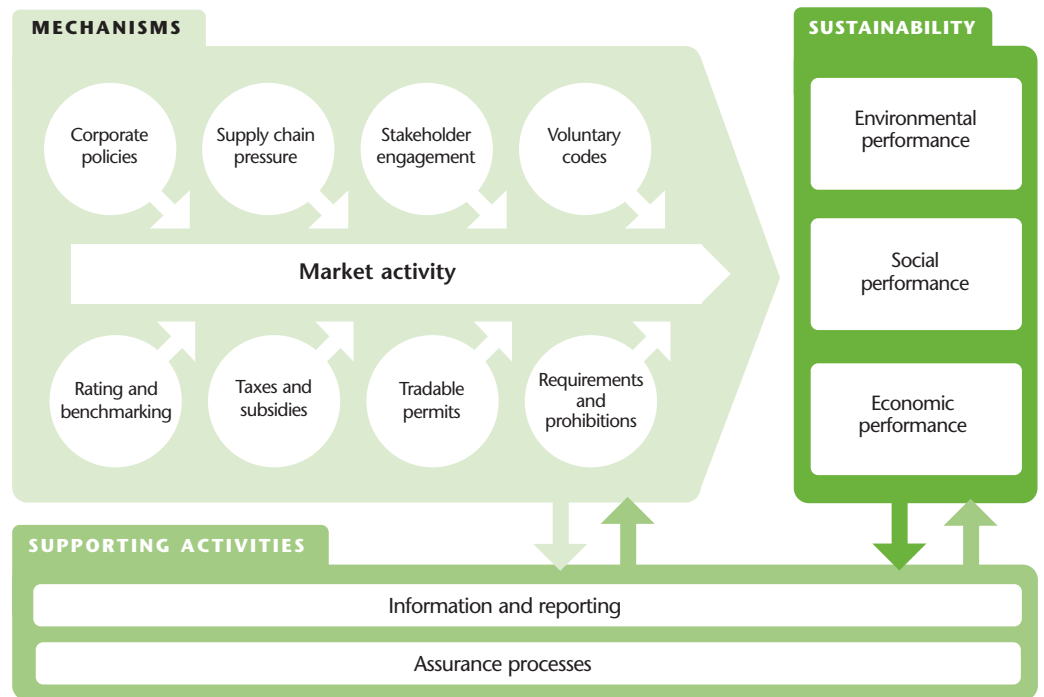 MECHANISMS
Corporate
policies
Supply chain
pressure
Stakeholder
engagement
Voluntary
codes
Market activity
Rating and
benchmarking
Taxes and
subsidies
Tradable
permits
Requirements
and
prohibitions
SUSTAINABILITY
Environmental
performance
Social
performance
Economic
performance
SUPPORTING ACTIVITIES
Information and reporting
Assurance processes